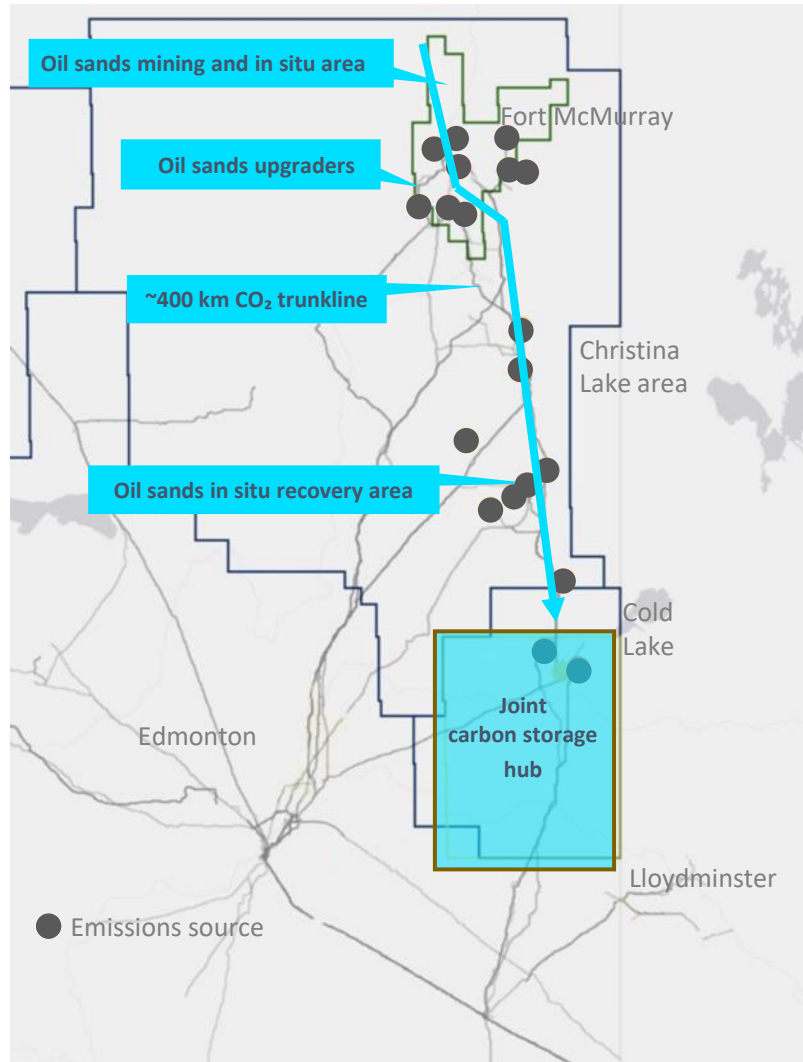 Oil sands mining and in situ area
Fort McMurray
Oil sands upgraders
~400 km CO₂ trunkline
Christina
Lake area
Oil sands in situ recovery area
Cold
Lake
Joint
carbon storage
hub
Edmonton
Lloydminster
Emissions source